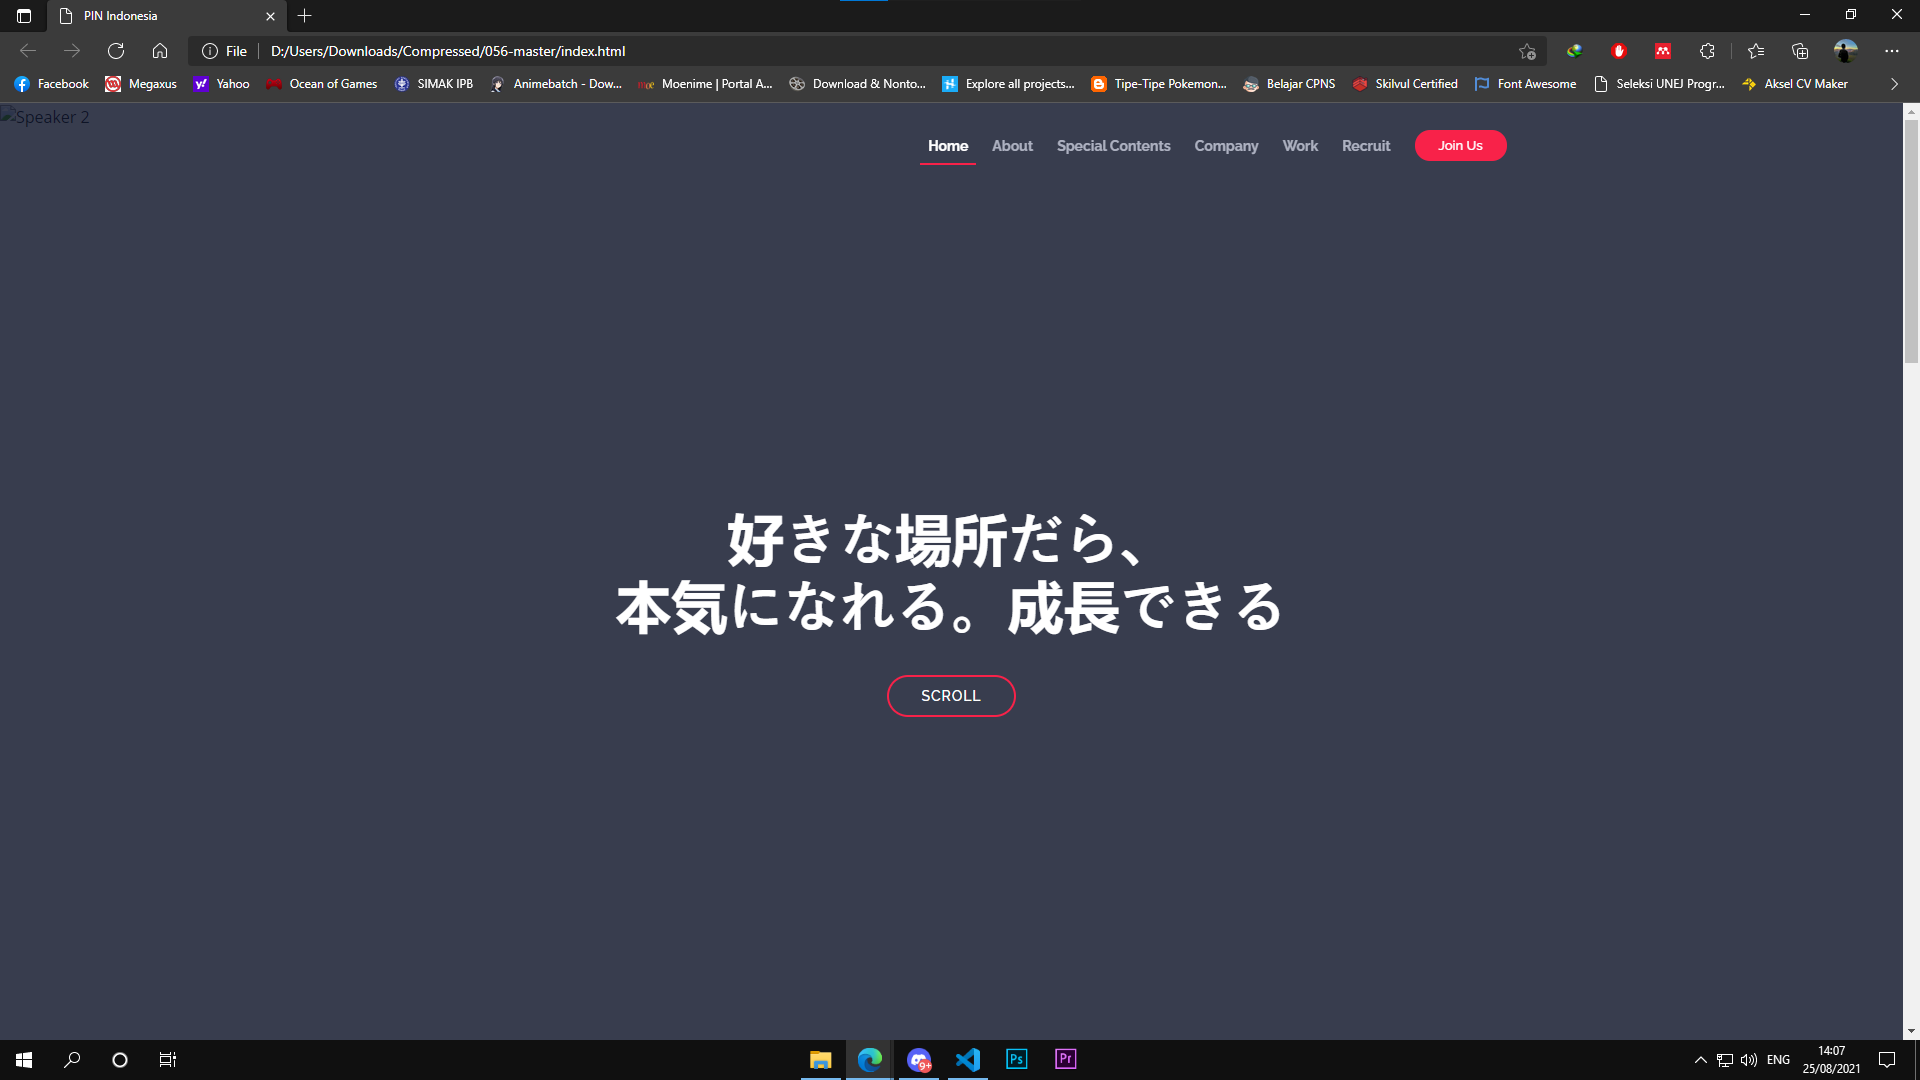 PIN Indonesia
File
D:/Users/Downloads/Compressed/056-master/index.html
Facebook Megaxus Yahoo Ocean of Games SIMAK IPB Animebatch - Dow... Moenime | Portal A... Download & Nonto... Explore all projects... Tipe-Tipe Pokemon... Belajar CPNS Skilvul Certified Font Awesome Seleksi UNEJ Progr... Aksel CV Maker
Speaker 2
Home About Special Contents Company Work Recruit Join Us
好きな場所だら、
本気になれる。成長できる
SCROLL
9+
Ps
Pr
ENG
14:07
25/08/2021